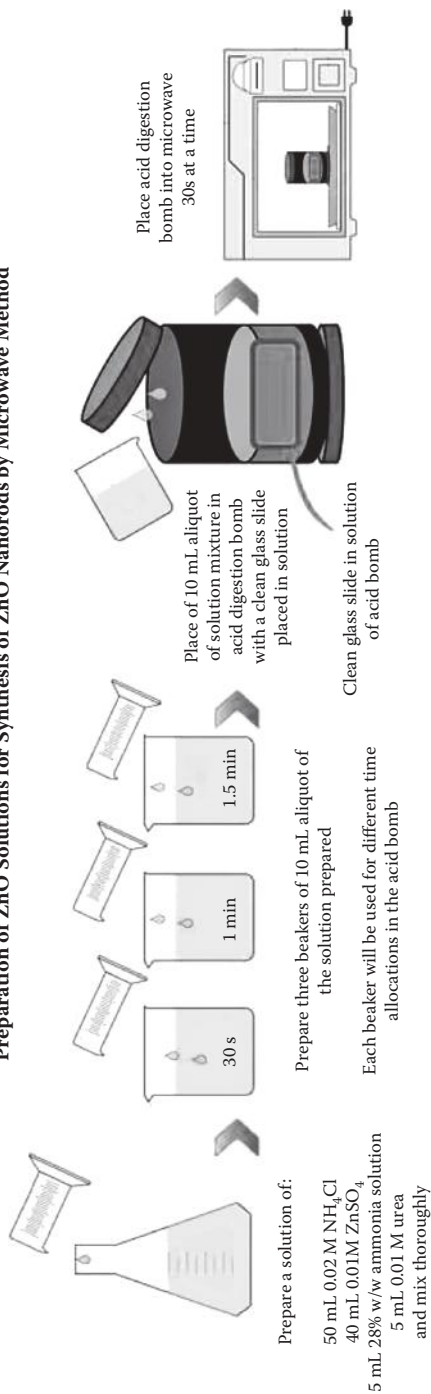 Preparation of ZnO Solutions for Synthesis of ZnO Nanorods by Microwave Method
Prepare a solution of:
50 mL 0.02 M NH₄Cl
40 mL 0.01M ZnSO₄
5 mL 28% w/w ammonia solution
5 mL 0.01 M urea
and mix thoroughly
30 s
1 min
1.5 min
Prepare three beakers of 10 mL aliquot of
the solution prepared
Each beaker will be used for different time
allocations in the acid bomb
Place of 10 mL aliquot
of solution mixture in
acid digestion bomb
with a clean glass slide
placed in solution
Clean glass slide in solution
of acid bomb
Place acid digestion
bomb into microwave
30s at a time